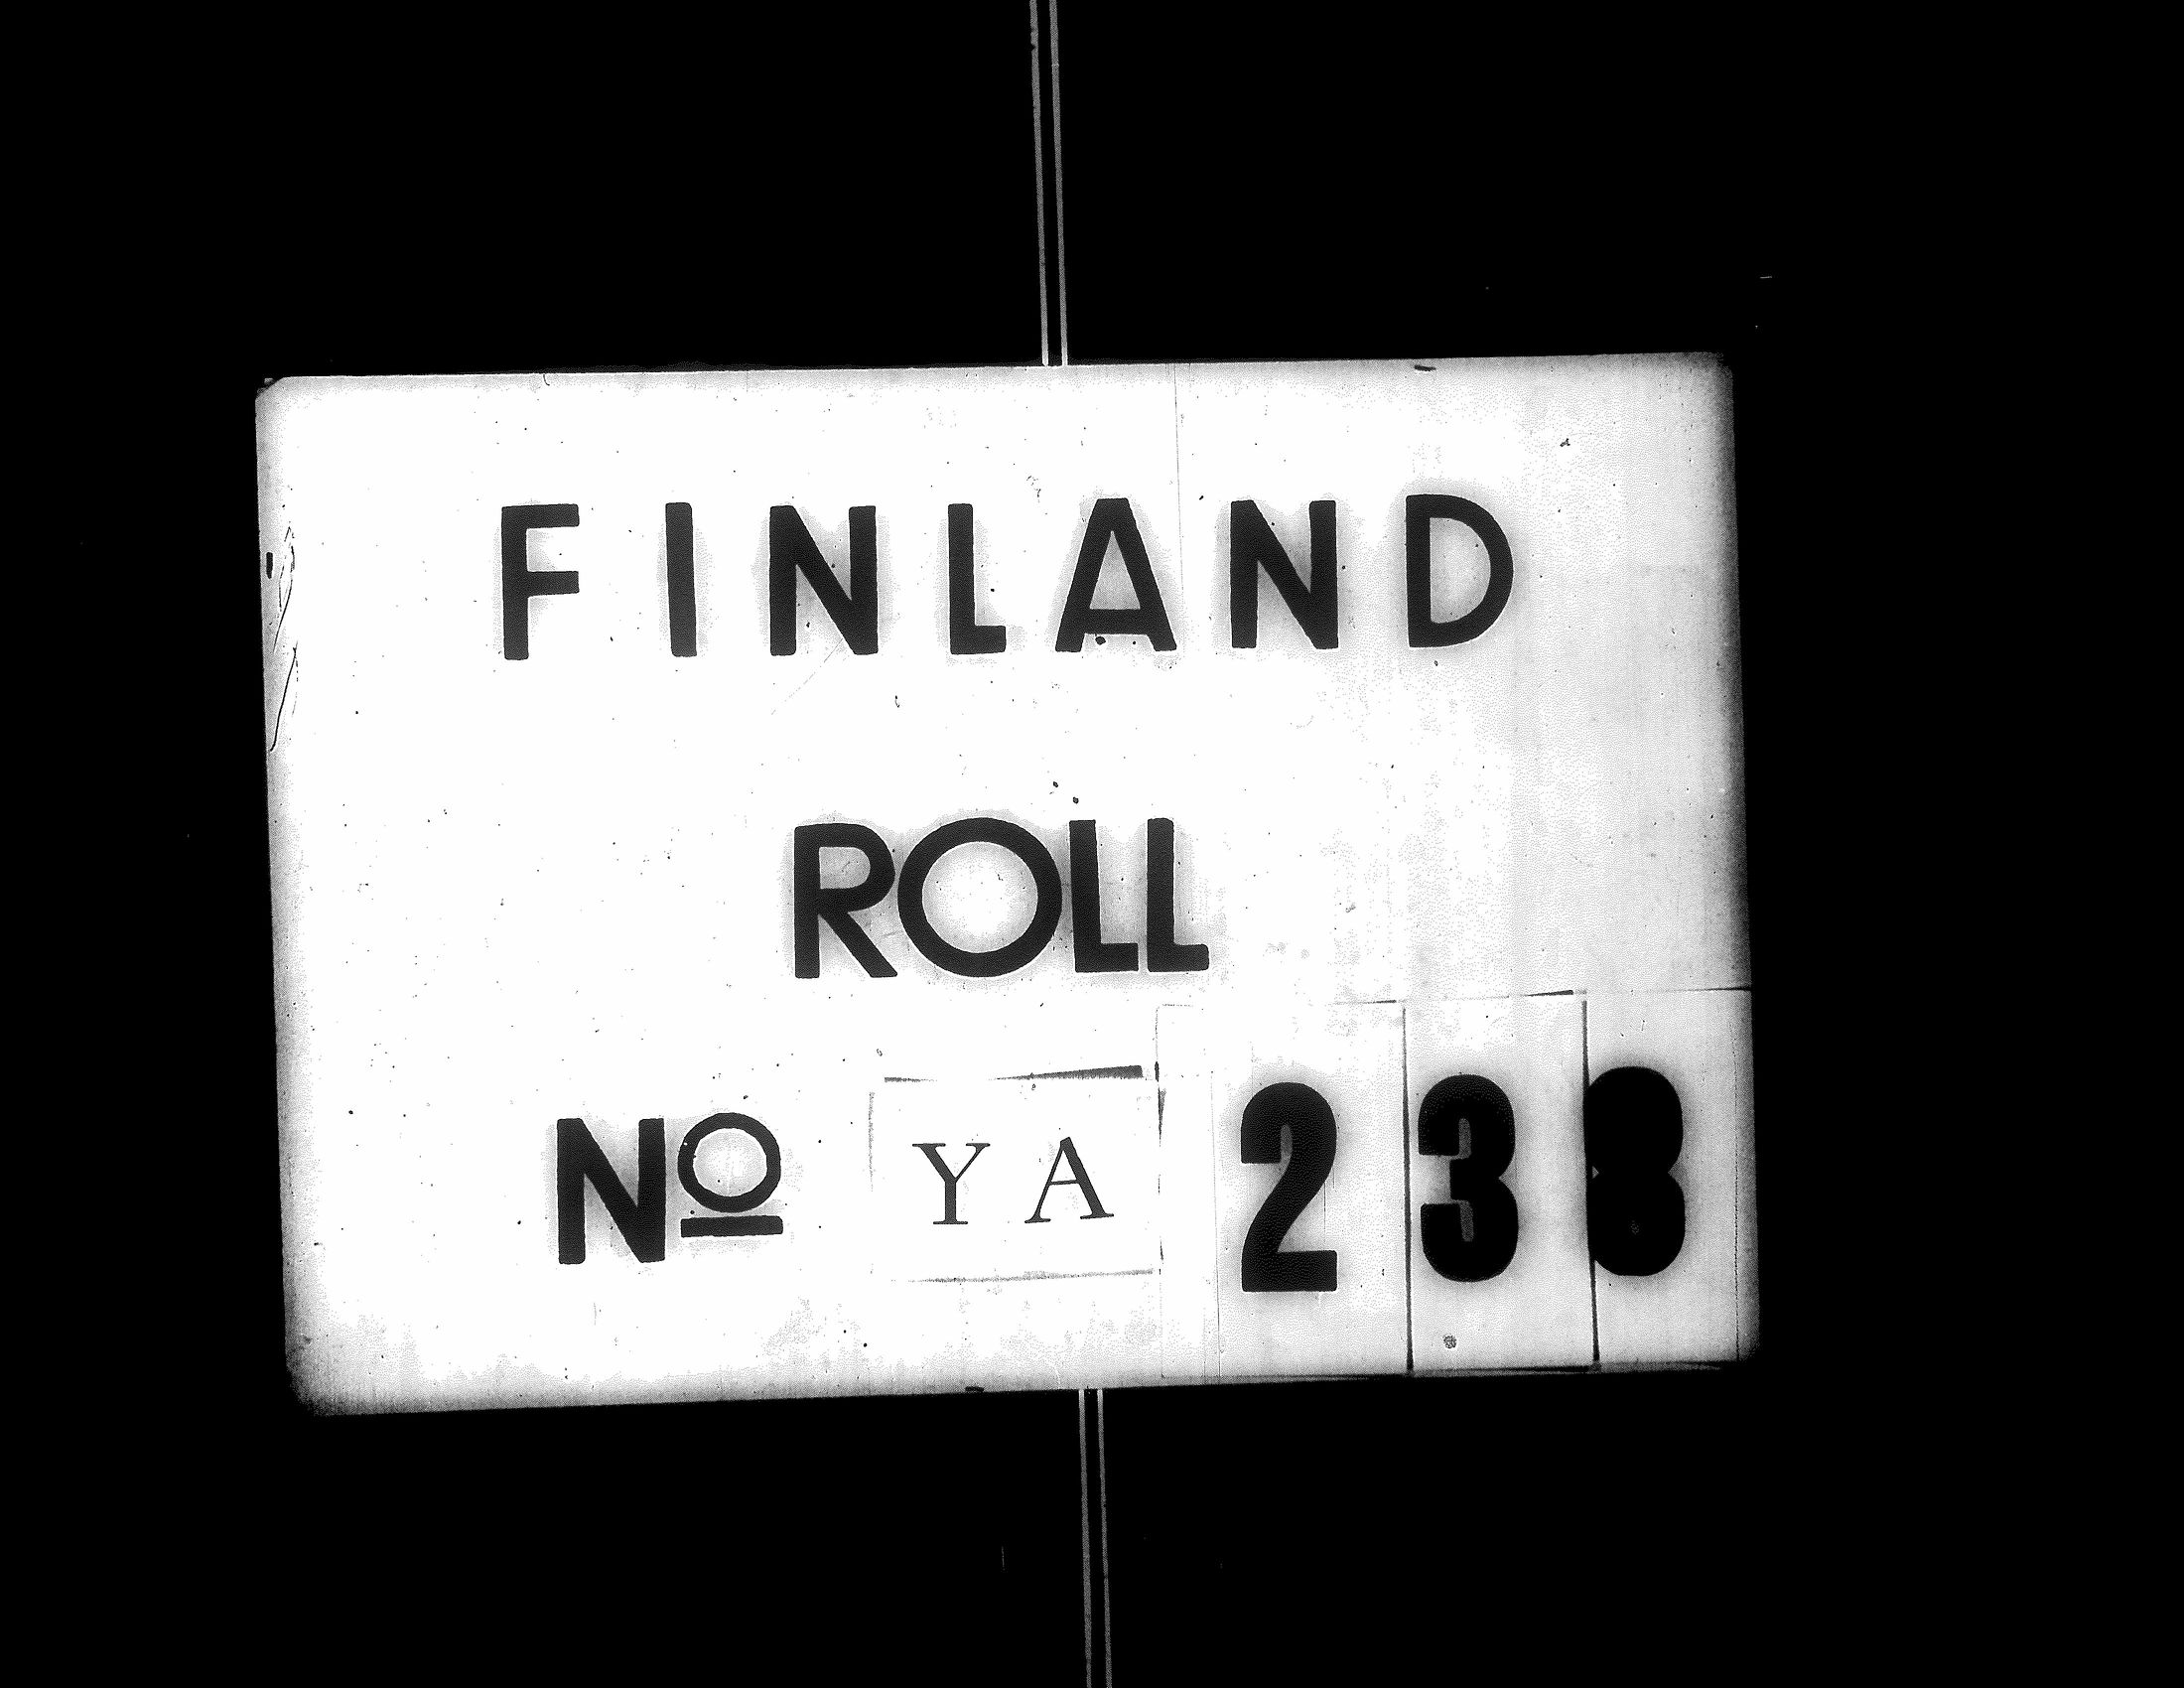 FINLAND
ROLL
Nº YA 238